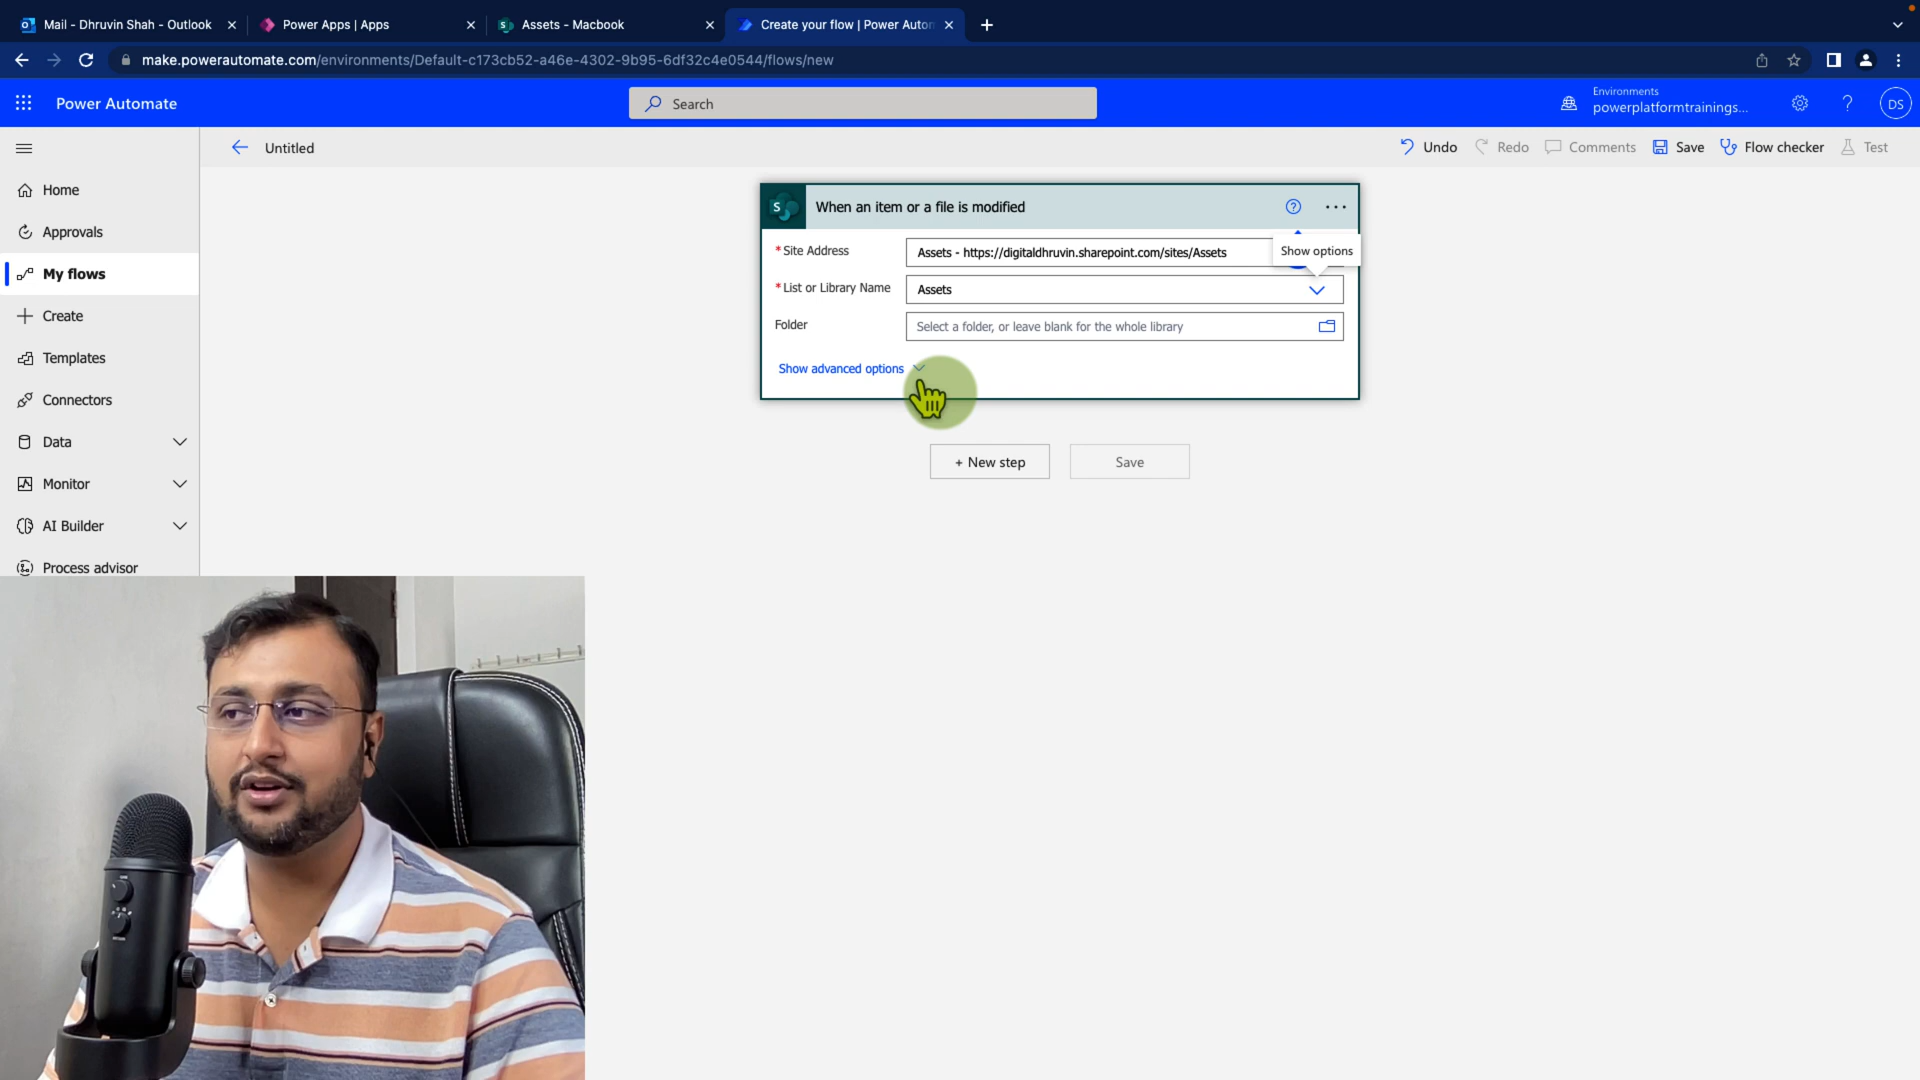 Mail - Dhruvin Shah - Outlook
Power Apps | Apps
Assets - Macbook
Create your flow | Power Auto
make.powerautomate.com/environments/Default-c173cb52-a46e-4302-9b95-6df32c4e0544/flows/new
Power Automate
Search
Environments
powerplatformtrainings...
DS
Untitled
Undo
Redo
Comments
Save
Flow checker
Test
Home
Approvals
My flows
Create
Templates
Connectors
Data
Monitor
AI Builder
Process advisor
When an item or a file is modified
* Site Address
Assets - https://digitaldhruvin.sharepoint.com/sites/Assets
Show options
* List or Library Name
Assets
Folder
Select a folder, or leave blank for the whole library
Show advanced options
+ New step
Save